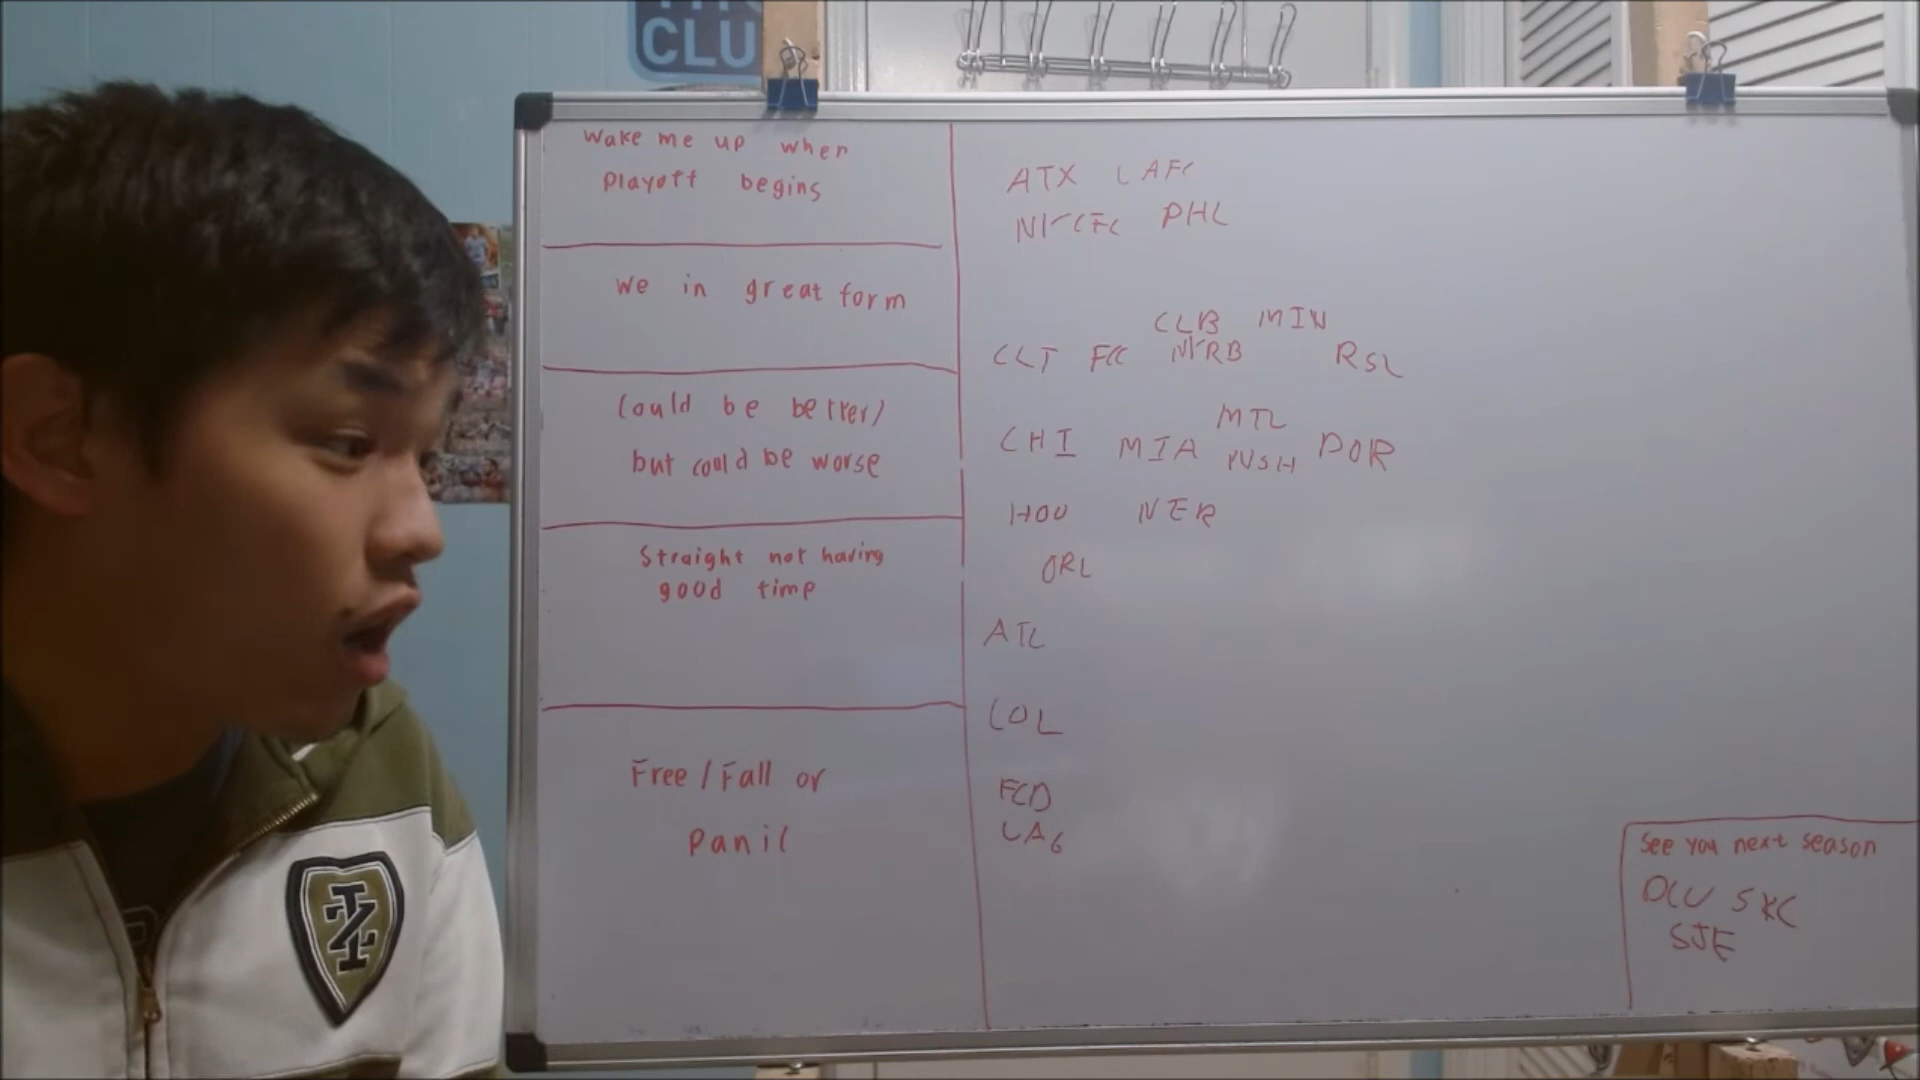 CLU
Wake me up when
Playoff begins
ATX LAFC
NYCFC PHL
We in great form
CLB MIN
CLT FCC NYRB RSL
Could be better/
but could be worse
MTL
CHI MIA NSH POR
HOU NER
ORL
Straight not having
good time
ATL
COL
Free/Fall or
Panic
FCD
LAG
See you next season
DCU SKC
SJE